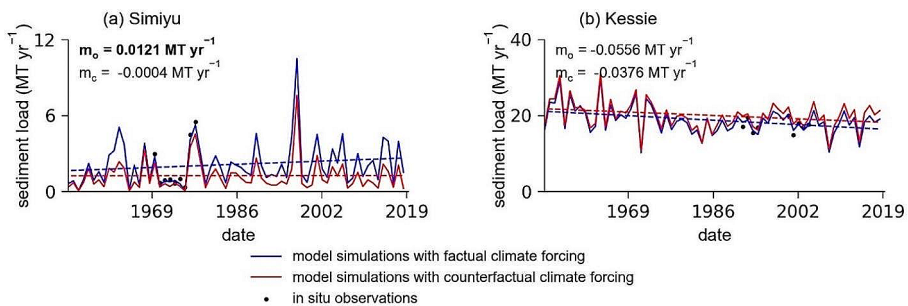 (a) Simiyu
sediment load (MT yr⁻¹)
12
6
0
mₒ = 0.0121 MT yr⁻¹
m꜀ = -0.0004 MT yr⁻¹
1969 1986 2002 2019
date
(b) Kessie
sediment load (MT yr⁻¹)
40
20
0
mₒ = -0.0556 MT yr⁻¹
m꜀ = -0.0376 MT yr⁻¹
1969 1986 2002 2019
date
model simulations with factual climate forcing
model simulations with counterfactual climate forcing
in situ observations